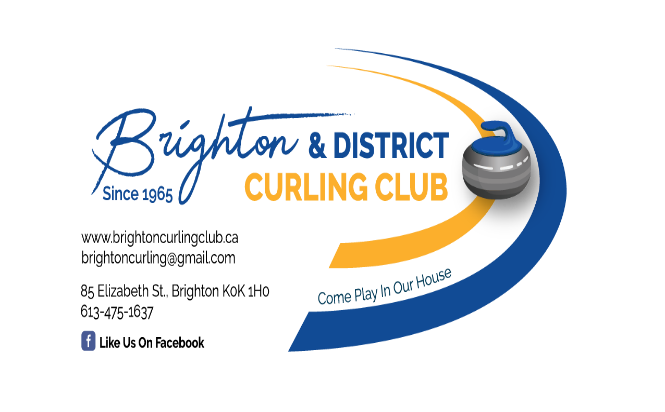 Brighton & DISTRICT
Since 1965 CURLING CLUB
www.brightoncurlingclub.ca
brightoncurling@gmail.com
85 Elizabeth St., Brighton K0K 1H0
613-475-1637
Come Play In Our House
f Like Us On Facebook